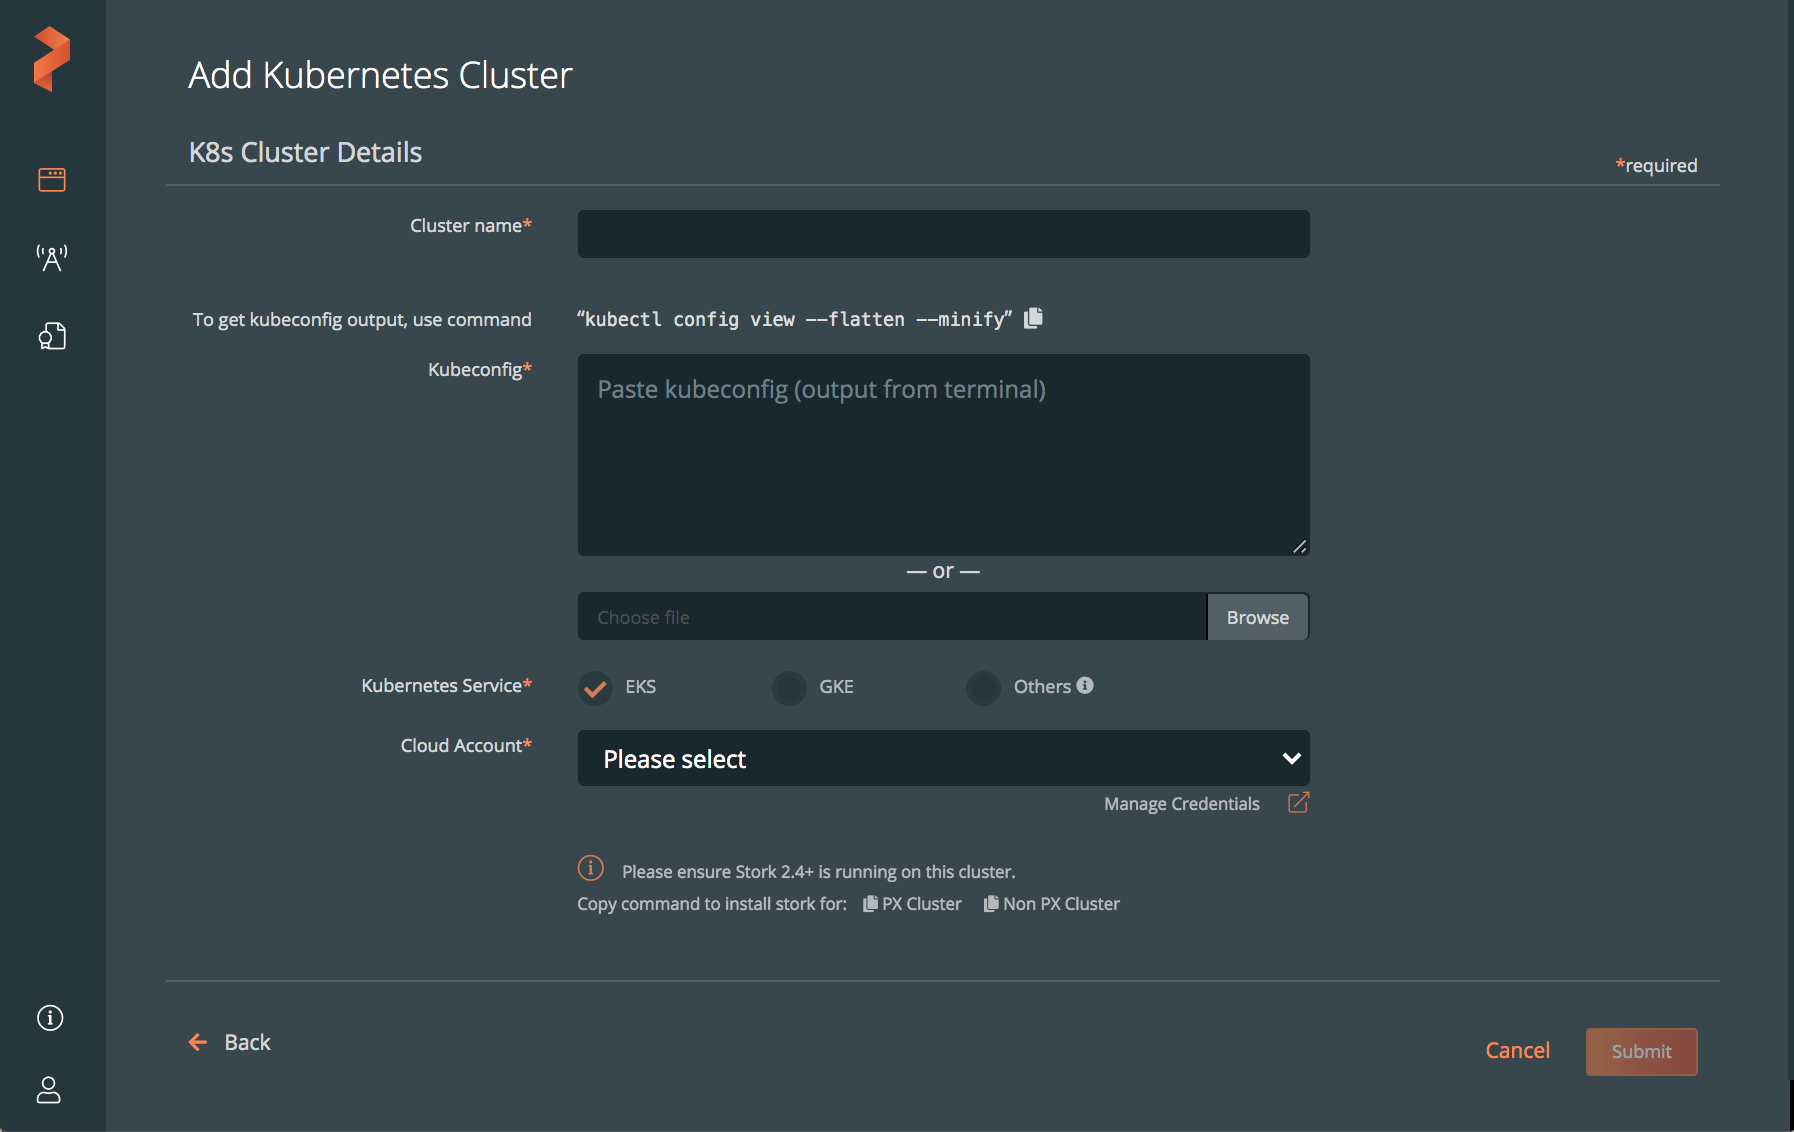 Add Kubernetes Cluster
K8s Cluster Details
*required
Cluster name*
To get kubeconfig output, use command “kubectl config view --flatten --minify”
Kubeconfig*
Paste kubeconfig (output from terminal)
— or —
Choose file Browse
Kubernetes Service* EKS GKE Others
Cloud Account* Please select
Manage Credentials
Please ensure Stork 2.4+ is running on this cluster.
Copy command to install stork for: PX Cluster Non PX Cluster
Back
Cancel Submit